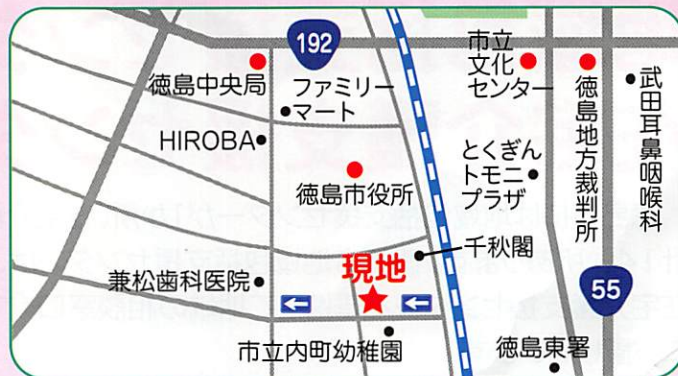 192
徳島中央局
ファミリー
マート
HIROBA
徳島市役所
市立
文化
センター
徳島地方裁判所
武田耳鼻咽喉科
とくぎん
トモニ
プラザ
千秋閣
現地
兼松歯科医院
市立内町幼稚園
55
徳島東署